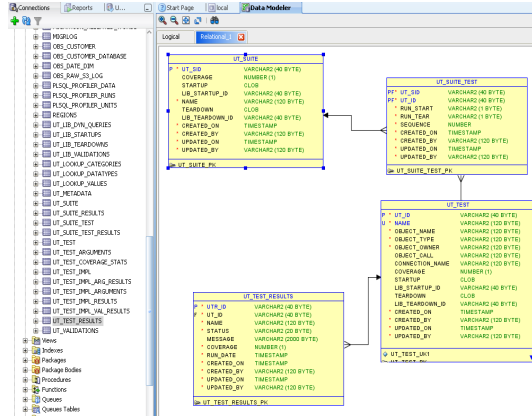 Connections
Reports
U...
Start Page
local
Data Modeler
Logical
Relational_1
MIGRLOG
OBS_CUSTOMER
OBS_CUSTOMER_DATABASE
OBS_DATE_DIM
OBS_RAW_S3_LOG
PLSQL_PROFILER_DATA
PLSQL_PROFILER_RUNS
PLSQL_PROFILER_UNITS
REGIONS
UT_LIB_DYN_QUERIES
UT_LIB_STARTUPS
UT_LIB_TEARDOWNS
UT_LIB_VALIDATIONS
UT_LOOKUP_CATEGORIES
UT_LOOKUP_DATATYPES
UT_LOOKUP_VALUES
UT_METADATA
UT_SUITE
UT_SUITE_RESULTS
UT_SUITE_TEST
UT_SUITE_TEST_RESULTS
UT_TEST
UT_TEST_ARGUMENTS
UT_TEST_COVERAGE_STATS
UT_TEST_IMPL
UT_TEST_IMPL_ARG_RESULTS
UT_TEST_IMPL_ARGUMENTS
UT_TEST_IMPL_RESULTS
UT_TEST_IMPL_VAL_RESULTS
UT_TEST_RESULTS
UT_VALIDATIONS
Views
Indexes
Packages
Package Bodies
Procedures
Functions
Queues
Queues Tables
UT_SUITE
P * UT_SID VARCHAR2 (40 BYTE)
COVERAGE NUMBER (1)
STARTUP CLOB
LIB_STARTUP_ID VARCHAR2 (40 BYTE)
* NAME VARCHAR2 (120 BYTE)
TEARDOWN CLOB
LIB_TEARDOWN_ID VARCHAR2 (40 BYTE)
* CREATED_ON TIMESTAMP
* CREATED_BY VARCHAR2 (120 BYTE)
* UPDATED_ON TIMESTAMP
* UPDATED_BY VARCHAR2 (120 BYTE)
UT_SUITE_PK
UT_SUITE_TEST
PF* UT_SID VARCHAR2 (40 BYTE)
PF* UT_ID VARCHAR2 (40 BYTE)
* RUN_START VARCHAR2 (1 BYTE)
* RUN_TEAR VARCHAR2 (1 BYTE)
* SEQUENCE NUMBER
* CREATED_ON TIMESTAMP
* CREATED_BY VARCHAR2 (120 BYTE)
* UPDATED_ON TIMESTAMP
* UPDATED_BY VARCHAR2 (120 BYTE)
UT_SUITE_TEST_PK
UT_TEST
P * UT_ID VARCHAR2 (40 BYTE)
U * NAME VARCHAR2 (120 BYTE)
* OBJECT_NAME VARCHAR2 (120 BYTE)
* OBJECT_TYPE VARCHAR2 (120 BYTE)
* OBJECT_OWNER VARCHAR2 (120 BYTE)
OBJECT_CALL VARCHAR2 (120 BYTE)
CONNECTION_NAME VARCHAR2 (120 BYTE)
COVERAGE NUMBER (1)
STARTUP CLOB
LIB_STARTUP_ID VARCHAR2 (40 BYTE)
TEARDOWN CLOB
LIB_TEARDOWN_ID VARCHAR2 (40 BYTE)
* CREATED_ON TIMESTAMP
* CREATED_BY VARCHAR2 (120 BYTE)
* UPDATED_ON TIMESTAMP
* UPDATED_BY VARCHAR2 (120 BYTE)
UT_TEST_UK1
UT_TEST_RESULTS
P * UTR_ID VARCHAR2 (40 BYTE)
F * UT_ID VARCHAR2 (40 BYTE)
* NAME VARCHAR2 (120 BYTE)
* STATUS VARCHAR2 (20 BYTE)
MESSAGE VARCHAR2 (2000 BYTE)
* COVERAGE NUMBER (1)
* RUN_DATE TIMESTAMP
* CREATED_ON TIMESTAMP
* CREATED_BY VARCHAR2 (120 BYTE)
* UPDATED_ON TIMESTAMP
* UPDATED_BY VARCHAR2 (120 BYTE)
UT_TEST_RESULTS_PK